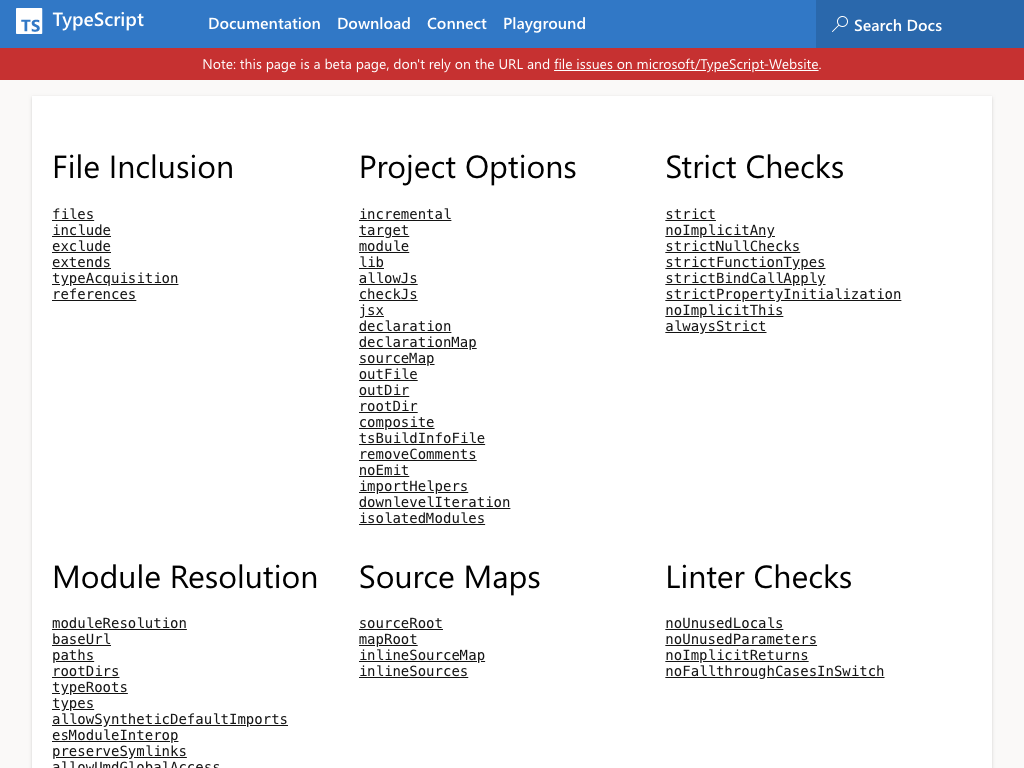 TS TypeScript
Documentation Download Connect Playground
Search Docs
Note: this page is a beta page, don't rely on the URL and file issues on microsoft/TypeScript-Website.
File Inclusion
files
include
exclude
extends
typeAcquisition
references
Project Options
incremental
target
module
lib
allowJs
checkJs
jsx
declaration
declarationMap
sourceMap
outFile
outDir
rootDir
composite
tsBuildInfoFile
removeComments
noEmit
importHelpers
downlevelIteration
isolatedModules
Strict Checks
strict
noImplicitAny
strictNullChecks
strictFunctionTypes
strictBindCallApply
strictPropertyInitialization
noImplicitThis
alwaysStrict
Module Resolution
moduleResolution
baseUrl
paths
rootDirs
typeRoots
types
allowSyntheticDefaultImports
esModuleInterop
preserveSymlinks
allowUmdGlobalAccess
Source Maps
sourceRoot
mapRoot
inlineSourceMap
inlineSources
Linter Checks
noUnusedLocals
noUnusedParameters
noImplicitReturns
noFallthroughCasesInSwitch